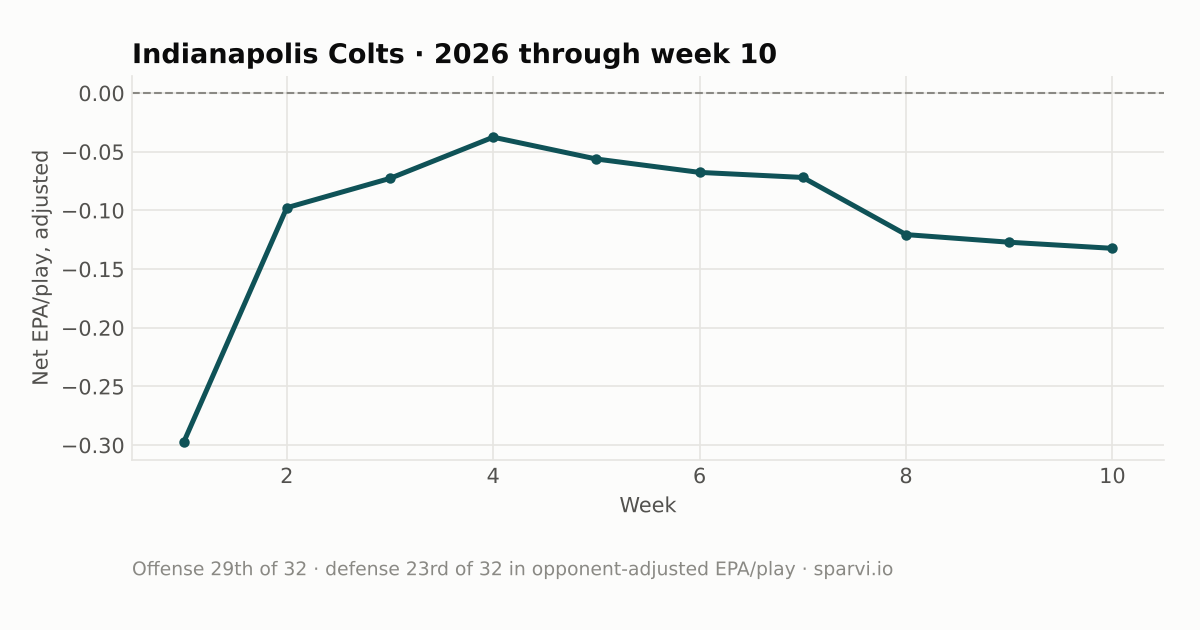 Indianapolis Colts · 2026 through week 10
Net EPA/play, adjusted
0.00
−0.05
−0.10
−0.15
−0.20
−0.25
−0.30
2 4 6 8 10
Week
Offense 29th of 32 · defense 23rd of 32 in opponent-adjusted EPA/play · sparvi.io